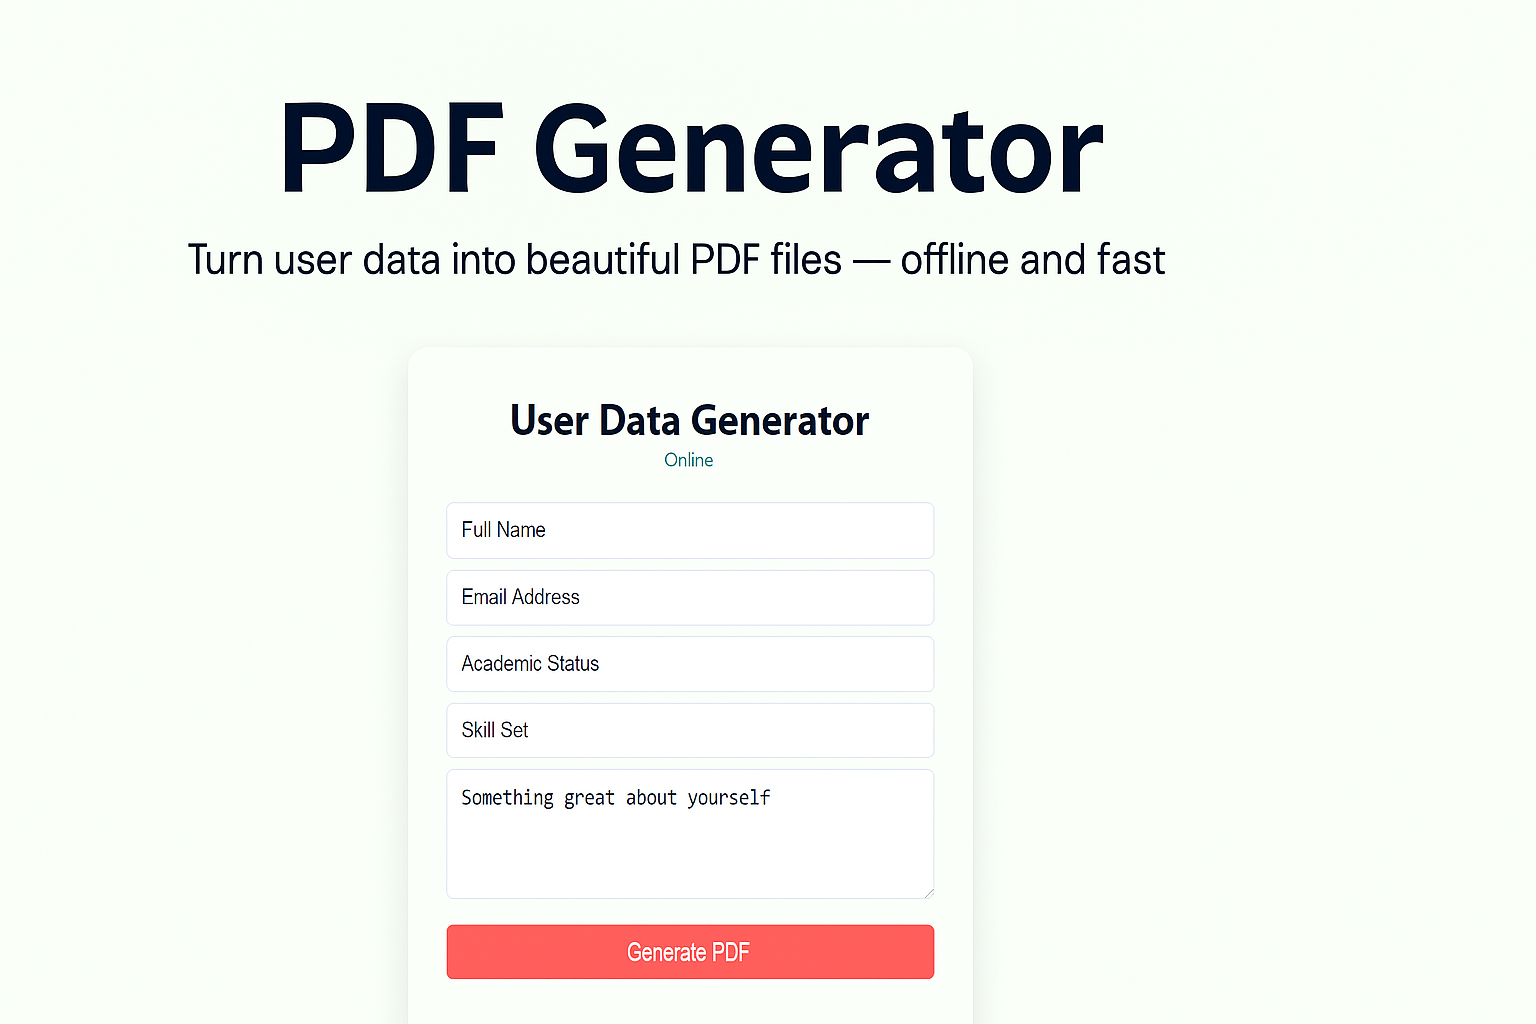 PDF Generator
Turn user data into beautiful PDF files — offline and fast
User Data Generator
Online
Full Name
Email Address
Academic Status
Skill Set
Something great about yourself
Generate PDF